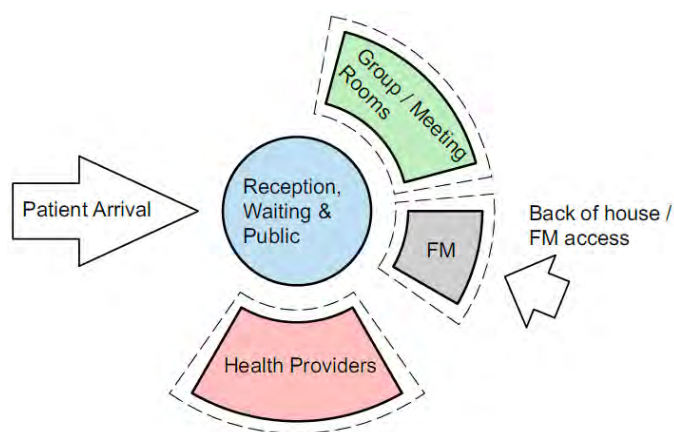 Group / Meeting
Rooms
Patient Arrival
Reception,
Waiting &
Public
Back of house /
FM access
FM
Health Providers